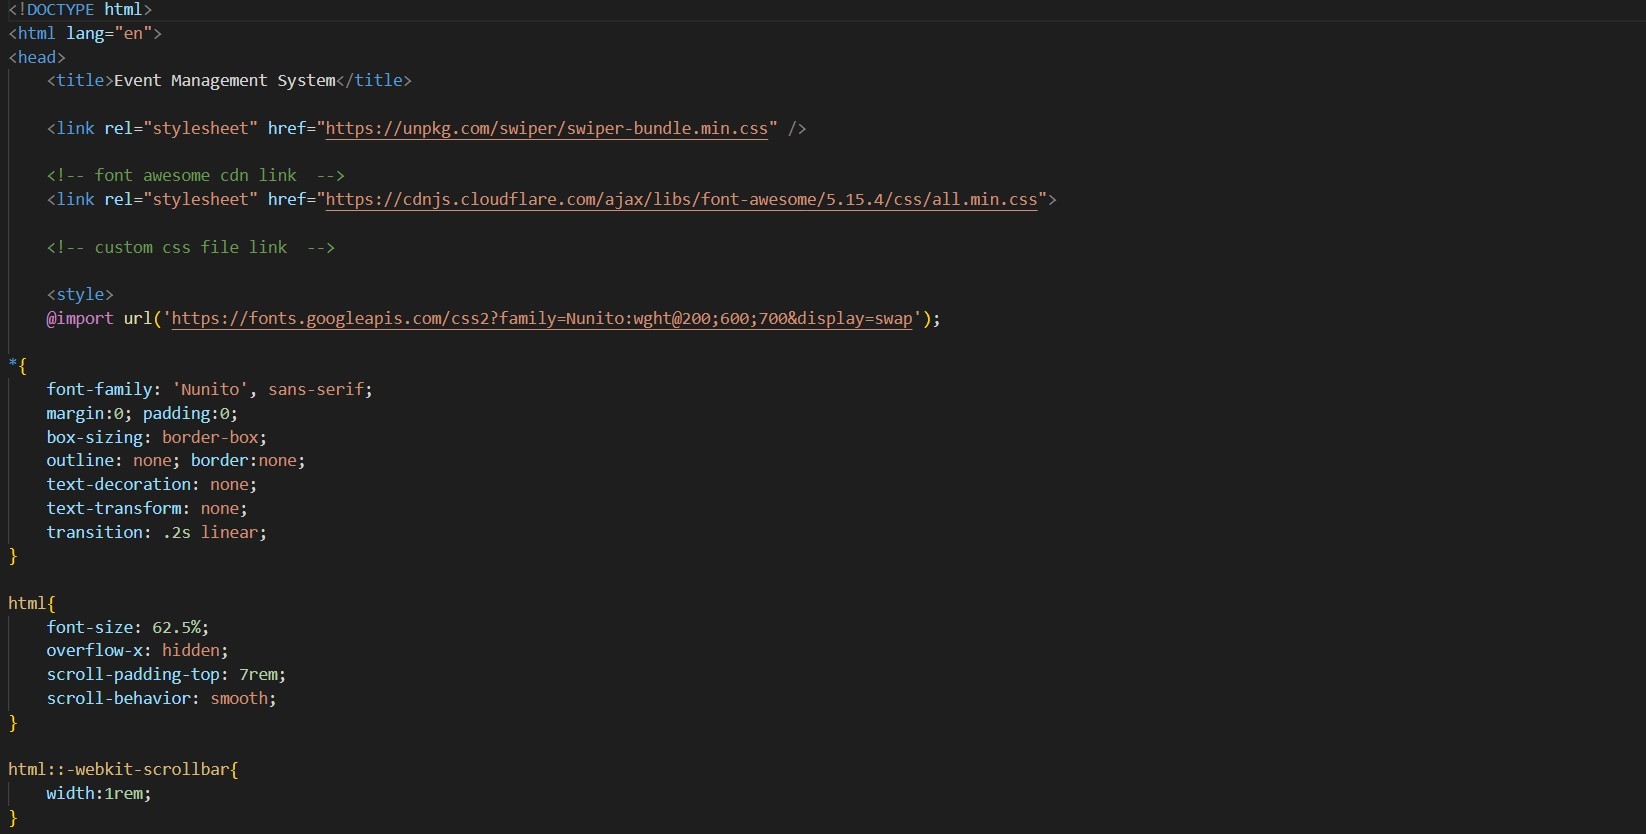 <!DOCTYPE html>
<html lang="en">
<head>
    <title>Event Management System</title>

    <link rel="stylesheet" href="https://unpkg.com/swiper/swiper-bundle.min.css" />

    <!-- font awesome cdn link  -->
    <link rel="stylesheet" href="https://cdnjs.cloudflare.com/ajax/libs/font-awesome/5.15.4/css/all.min.css">

    <!-- custom css file link  -->

    <style>
    @import url('https://fonts.googleapis.com/css2?family=Nunito:wght@200;600;700&display=swap');

*{
    font-family: 'Nunito', sans-serif;
    margin:0; padding:0;
    box-sizing: border-box;
    outline: none; border:none;
    text-decoration: none;
    text-transform: none;
    transition: .2s linear;
}

html{
    font-size: 62.5%;
    overflow-x: hidden;
    scroll-padding-top: 7rem;
    scroll-behavior: smooth;
}

html::-webkit-scrollbar{
    width:1rem;
}